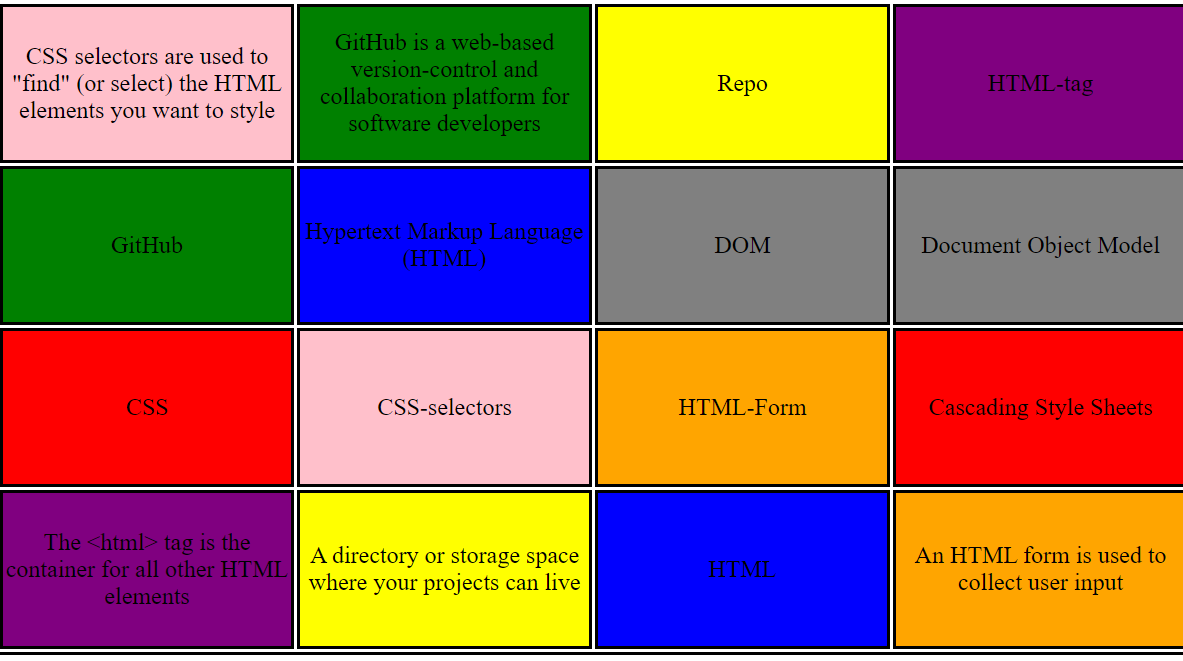 CSS selectors are used to
"find" (or select) the HTML
elements you want to style
GitHub is a web-based
version-control and
collaboration platform for
software developers
Repo
HTML-tag
GitHub
Hypertext Markup Language
(HTML)
DOM
Document Object Model
CSS
CSS-selectors
HTML-Form
Cascading Style Sheets
The <html> tag is the
container for all other HTML
elements
A directory or storage space
where your projects can live
HTML
An HTML form is used to
collect user input